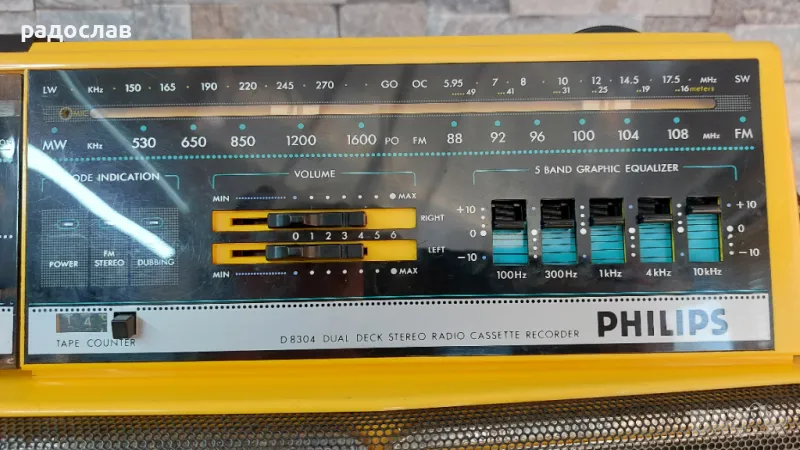 радослав
LW KHz · 150 · 165 · 190 · 220 · 245 · 270 · · GO OC 5.95 7 · 8 · 10 · 12 · 14.5 · 17.5 · MHz SW
49 41 31 25 19 16 meters
MW KHz 530 650 850 1200 1600 PO FM 88 92 96 100 104 108 MHz FM
MODE INDICATION VOLUME 5 BAND GRAPHIC EQUALIZER
MIN MAX
RIGHT
+10 +10
0 1 2 3 4 5 6
0 0
LEFT
-10 -10
POWER FM STEREO DUBBING
MIN MAX
100Hz 300Hz 1kHz 4kHz 10kHz
4
TAPE COUNTER
D8304 DUAL DECK STEREO RADIO CASSETTE RECORDER
PHILIPS